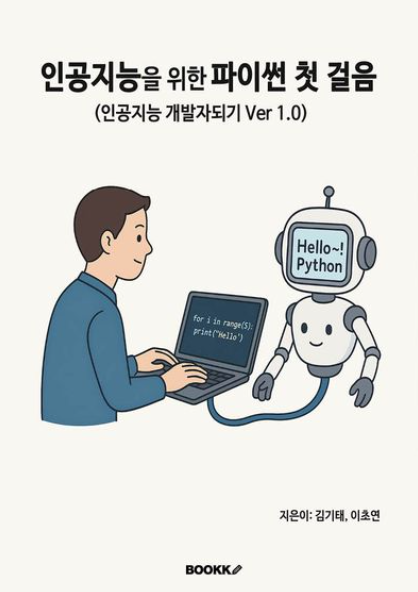 인공지능을 위한 파이썬 첫 걸음
(인공지능 개발자되기 Ver 1.0)
Hello~!
Python
for i in range(5):
print("Hello')
지은이: 김기태, 이초연
BOOKK